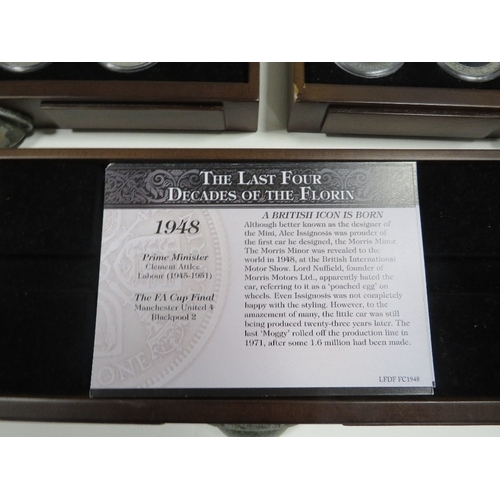 The Last Four
Decades of the Florin
1948
Prime Minister
Clement Attlee
Labour (1945-1951)
The FA Cup Final
Manchester United 4
Blackpool 2
A BRITISH ICON IS BORN
Although better known as the designer of
the Mini, Alec Issignosis was prouder of
the first car he designed, the Morris Minor.
The Morris Minor was revealed to the
world in 1948, at the British International
Motor Show. Lord Nuffield, founder of
Morris Motors Ltd., apparently hated the
car, referring to it as a 'poached egg' on
wheels. Even Issignosis was not completely
happy with the styling. However, to the
amazement of many, the little car was still
being produced twenty-three years later. The
last 'Moggy' rolled off the production line in
1971, after some 1.6 million had been made.
LFDF FC1948
ONE